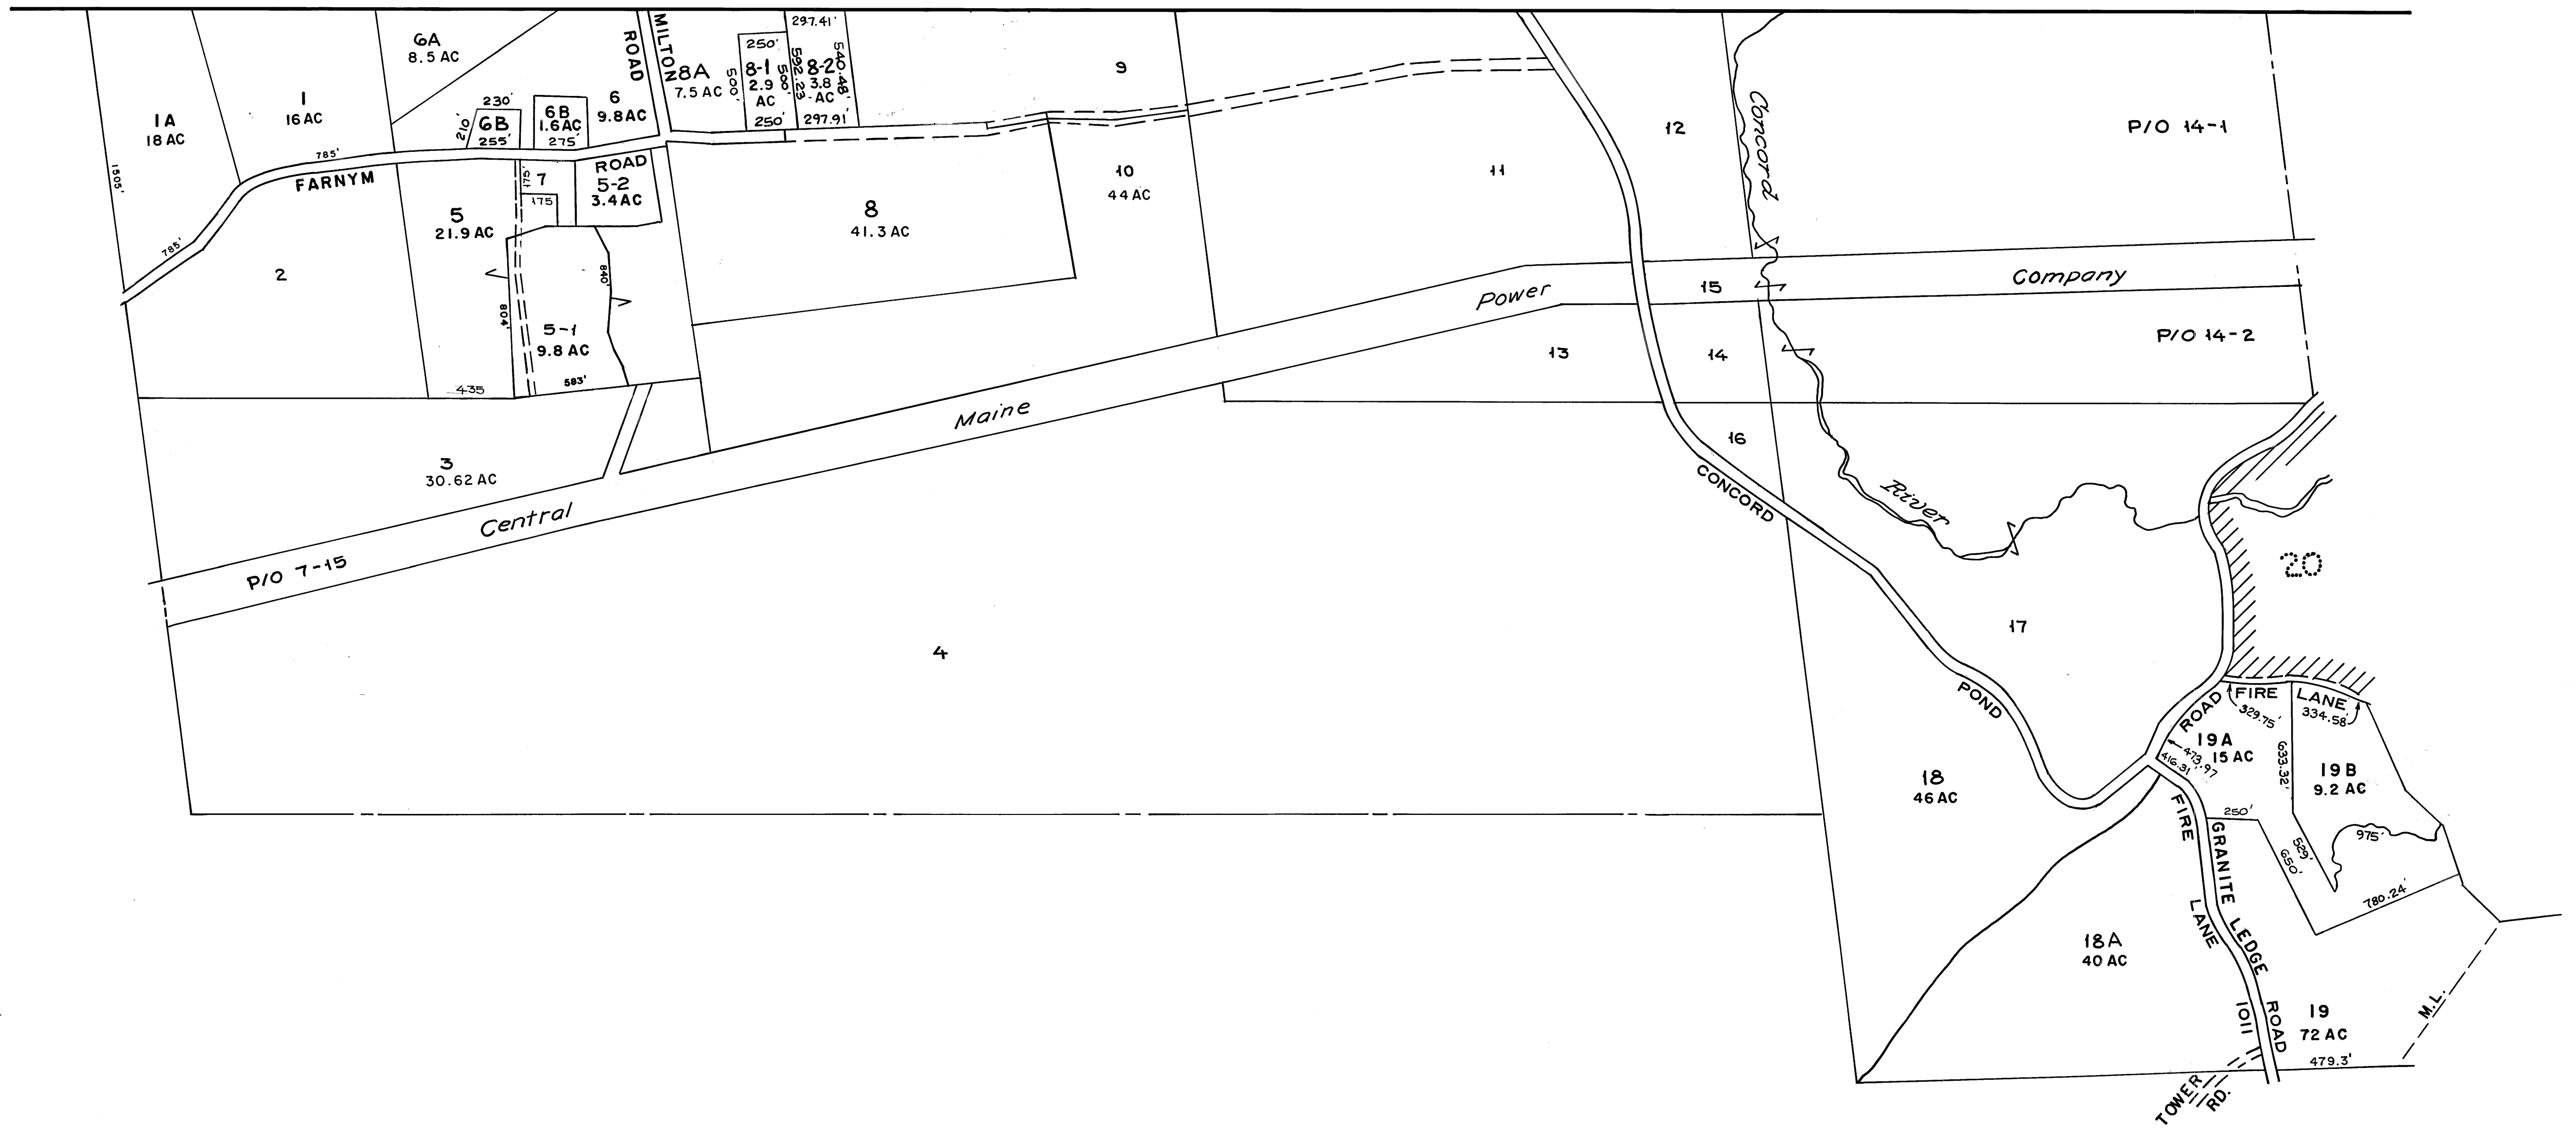 1A
18 AC
1505'
1
16 AC
785'
785'
FARNYM
ROAD
6A
8.5 AC
230'
210'
6B
255'
6B
1.6 AC
275'
6
9.8 AC
MILTON
ROAD
8A
7.5 AC
500'
250'
8-1
2.9
AC
500'
250'
297.41'
592.23
8-2
3.8
AC
540.48'
297.91'
9
2
5
21.9 AC
435
804'
175'
7
175
5-2
3.4 AC
840'
5-1
9.8 AC
583'
8
41.3 AC
10
44 AC
11
12
Concord
River
P/O 14-1
15
Central
Maine
Power
Company
P/O 7-15
3
30.62 AC
4
13
14
P/O 14-2
16
CONCORD
POND
ROAD
17
20
18
46 AC
FIRE LANE
329.75'
334.58'
19A
15 AC
473.97
416.31'
633.32'
19B
9.2 AC
250'
529'
650'
975'
780.24'
FIRE
LANE
1011
GRANITE LEDGE
ROAD
18A
40 AC
19
72 AC
479.3'
M.L.
TOWER
RD.